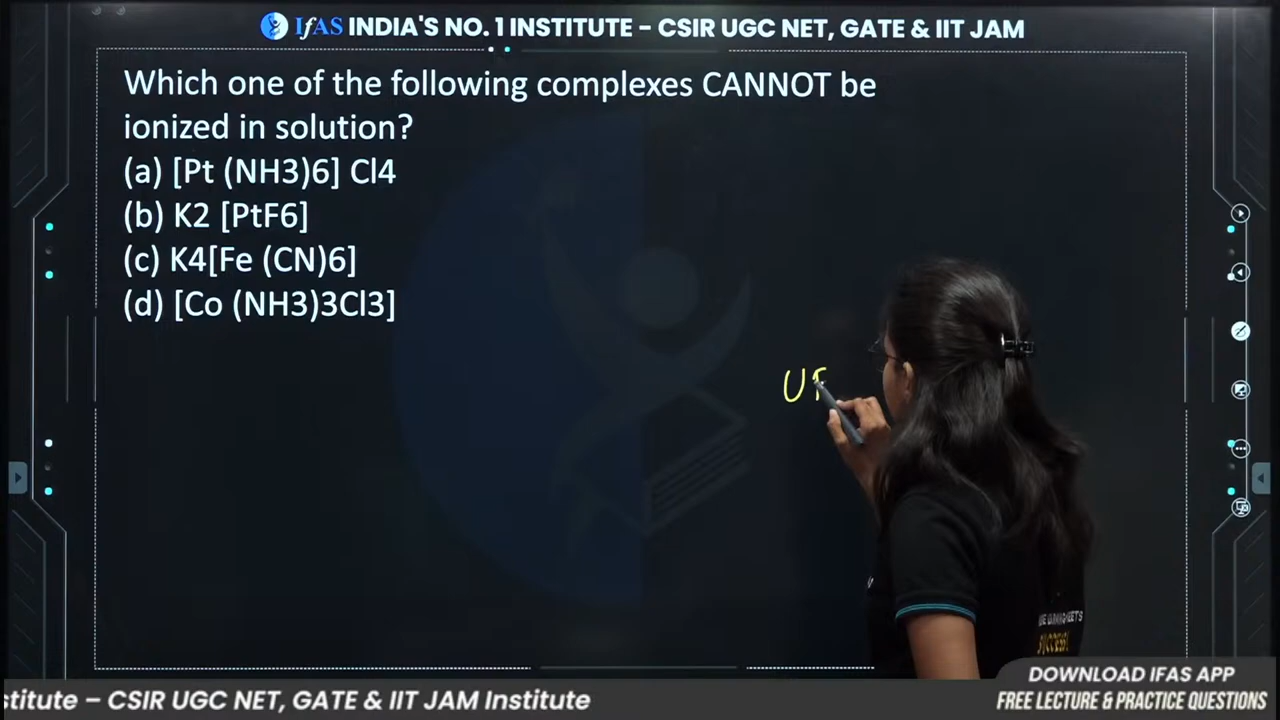 IfAS INDIA'S NO. 1 INSTITUTE – CSIR UGC NET, GATE & IIT JAM
Which one of the following complexes CANNOT be
ionized in solution?
(a) [Pt (NH3)6] Cl4
(b) K2 [PtF6]
(c) K4[Fe (CN)6]
(d) [Co (NH3)3Cl3]
UF
DOWNLOAD IFAS APP
FREE LECTURE & PRACTICE QUESTIONS
stitute – CSIR UGC NET, GATE & IIT JAM Institute